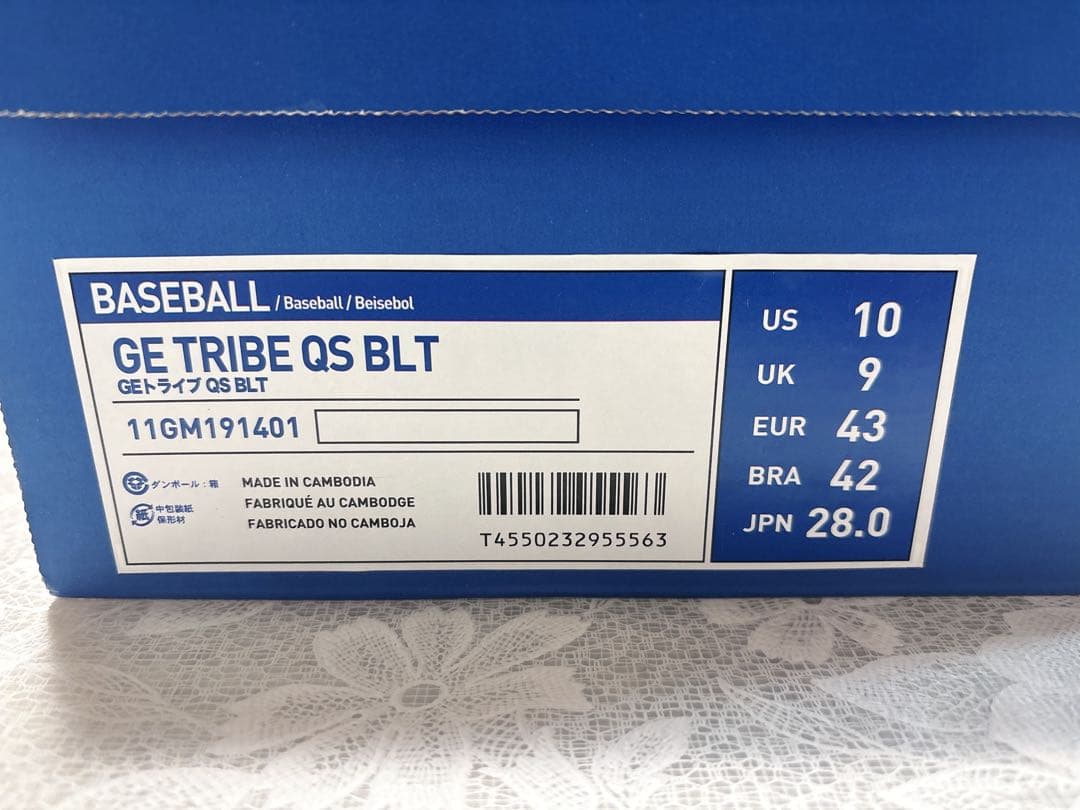 BASEBALL / Baseball / Beisebol
GE TRIBE QS BLT
GEトライブ QS BLT
11GM191401
ダンボール：箱
紙
中包装紙
保形材
MADE IN CAMBODIA
FABRIQUÉ AU CAMBODGE
FABRICADO NO CAMBOJA
T4550232955563
US 10
UK 9
EUR 43
BRA 42
JPN 28.0